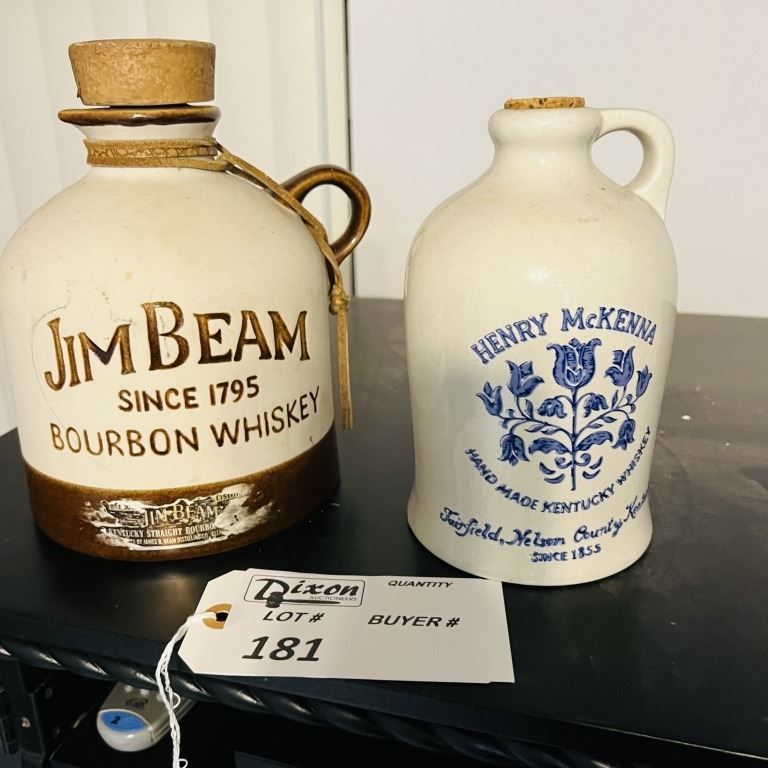 JIM BEAM
SINCE 1795
BOURBON WHISKEY
JIM BEAM
KENTUCKY STRAIGHT BOURBON
HENRY McKENNA
HAND MADE KENTUCKY WHISKEY
Fairfield, Nelson County
SINCE 1855
Dixon
AUCTIONEERS
QUANTITY
LOT #
BUYER #
181